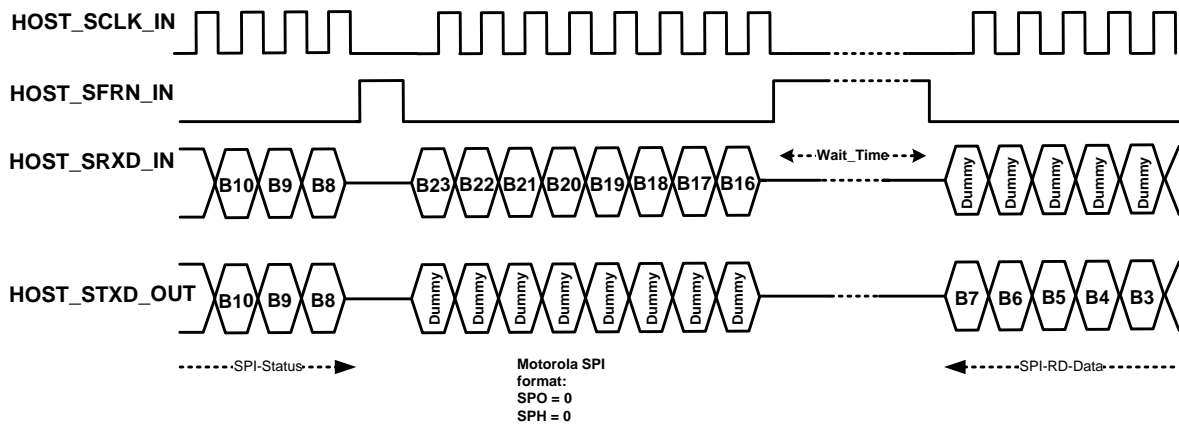 HOST_SCLK_IN
HOST_SFRN_IN
HOST_SRXD_IN
B10 B9 B8 B23 B22 B21 B20 B19 B18 B17 B16 Wait_Time Dummy Dummy Dummy Dummy Dummy
HOST_STXD_OUT
B10 B9 B8 Dummy Dummy Dummy Dummy Dummy Dummy Dummy Dummy B7 B6 B5 B4 B3
SPI-Status
Motorola SPI
format:
SPO = 0
SPH = 0
SPI-RD-Data